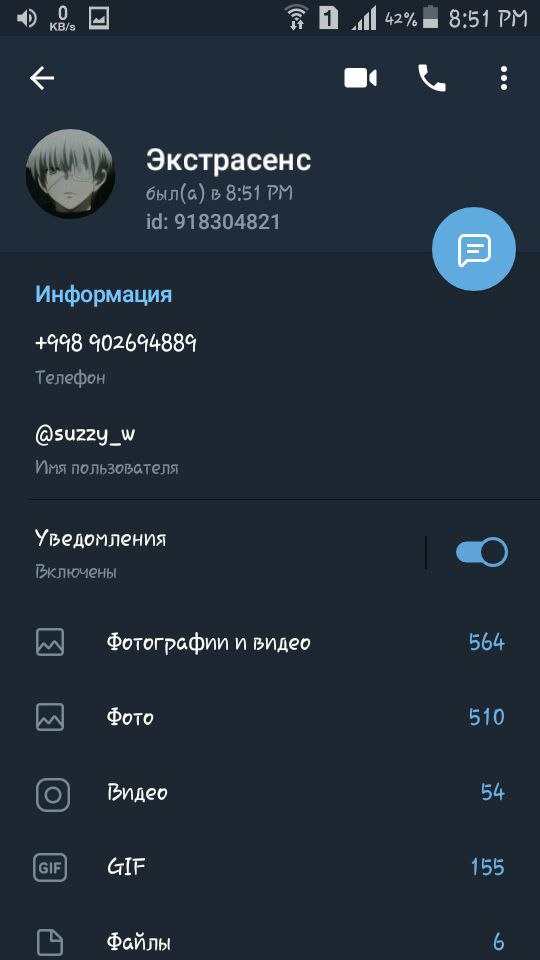 0
KB/s
1
42%
8:51 PM
Экстрасенс
был(а) в 8:51 PM
id: 918304821
Информация
+998 902694889
Телефон
@suzzy_w
Имя пользователя
Уведомления
Включены
Фотографии и видео 564
Фото 510
Видео 54
GIF GIF 155
Файлы 6